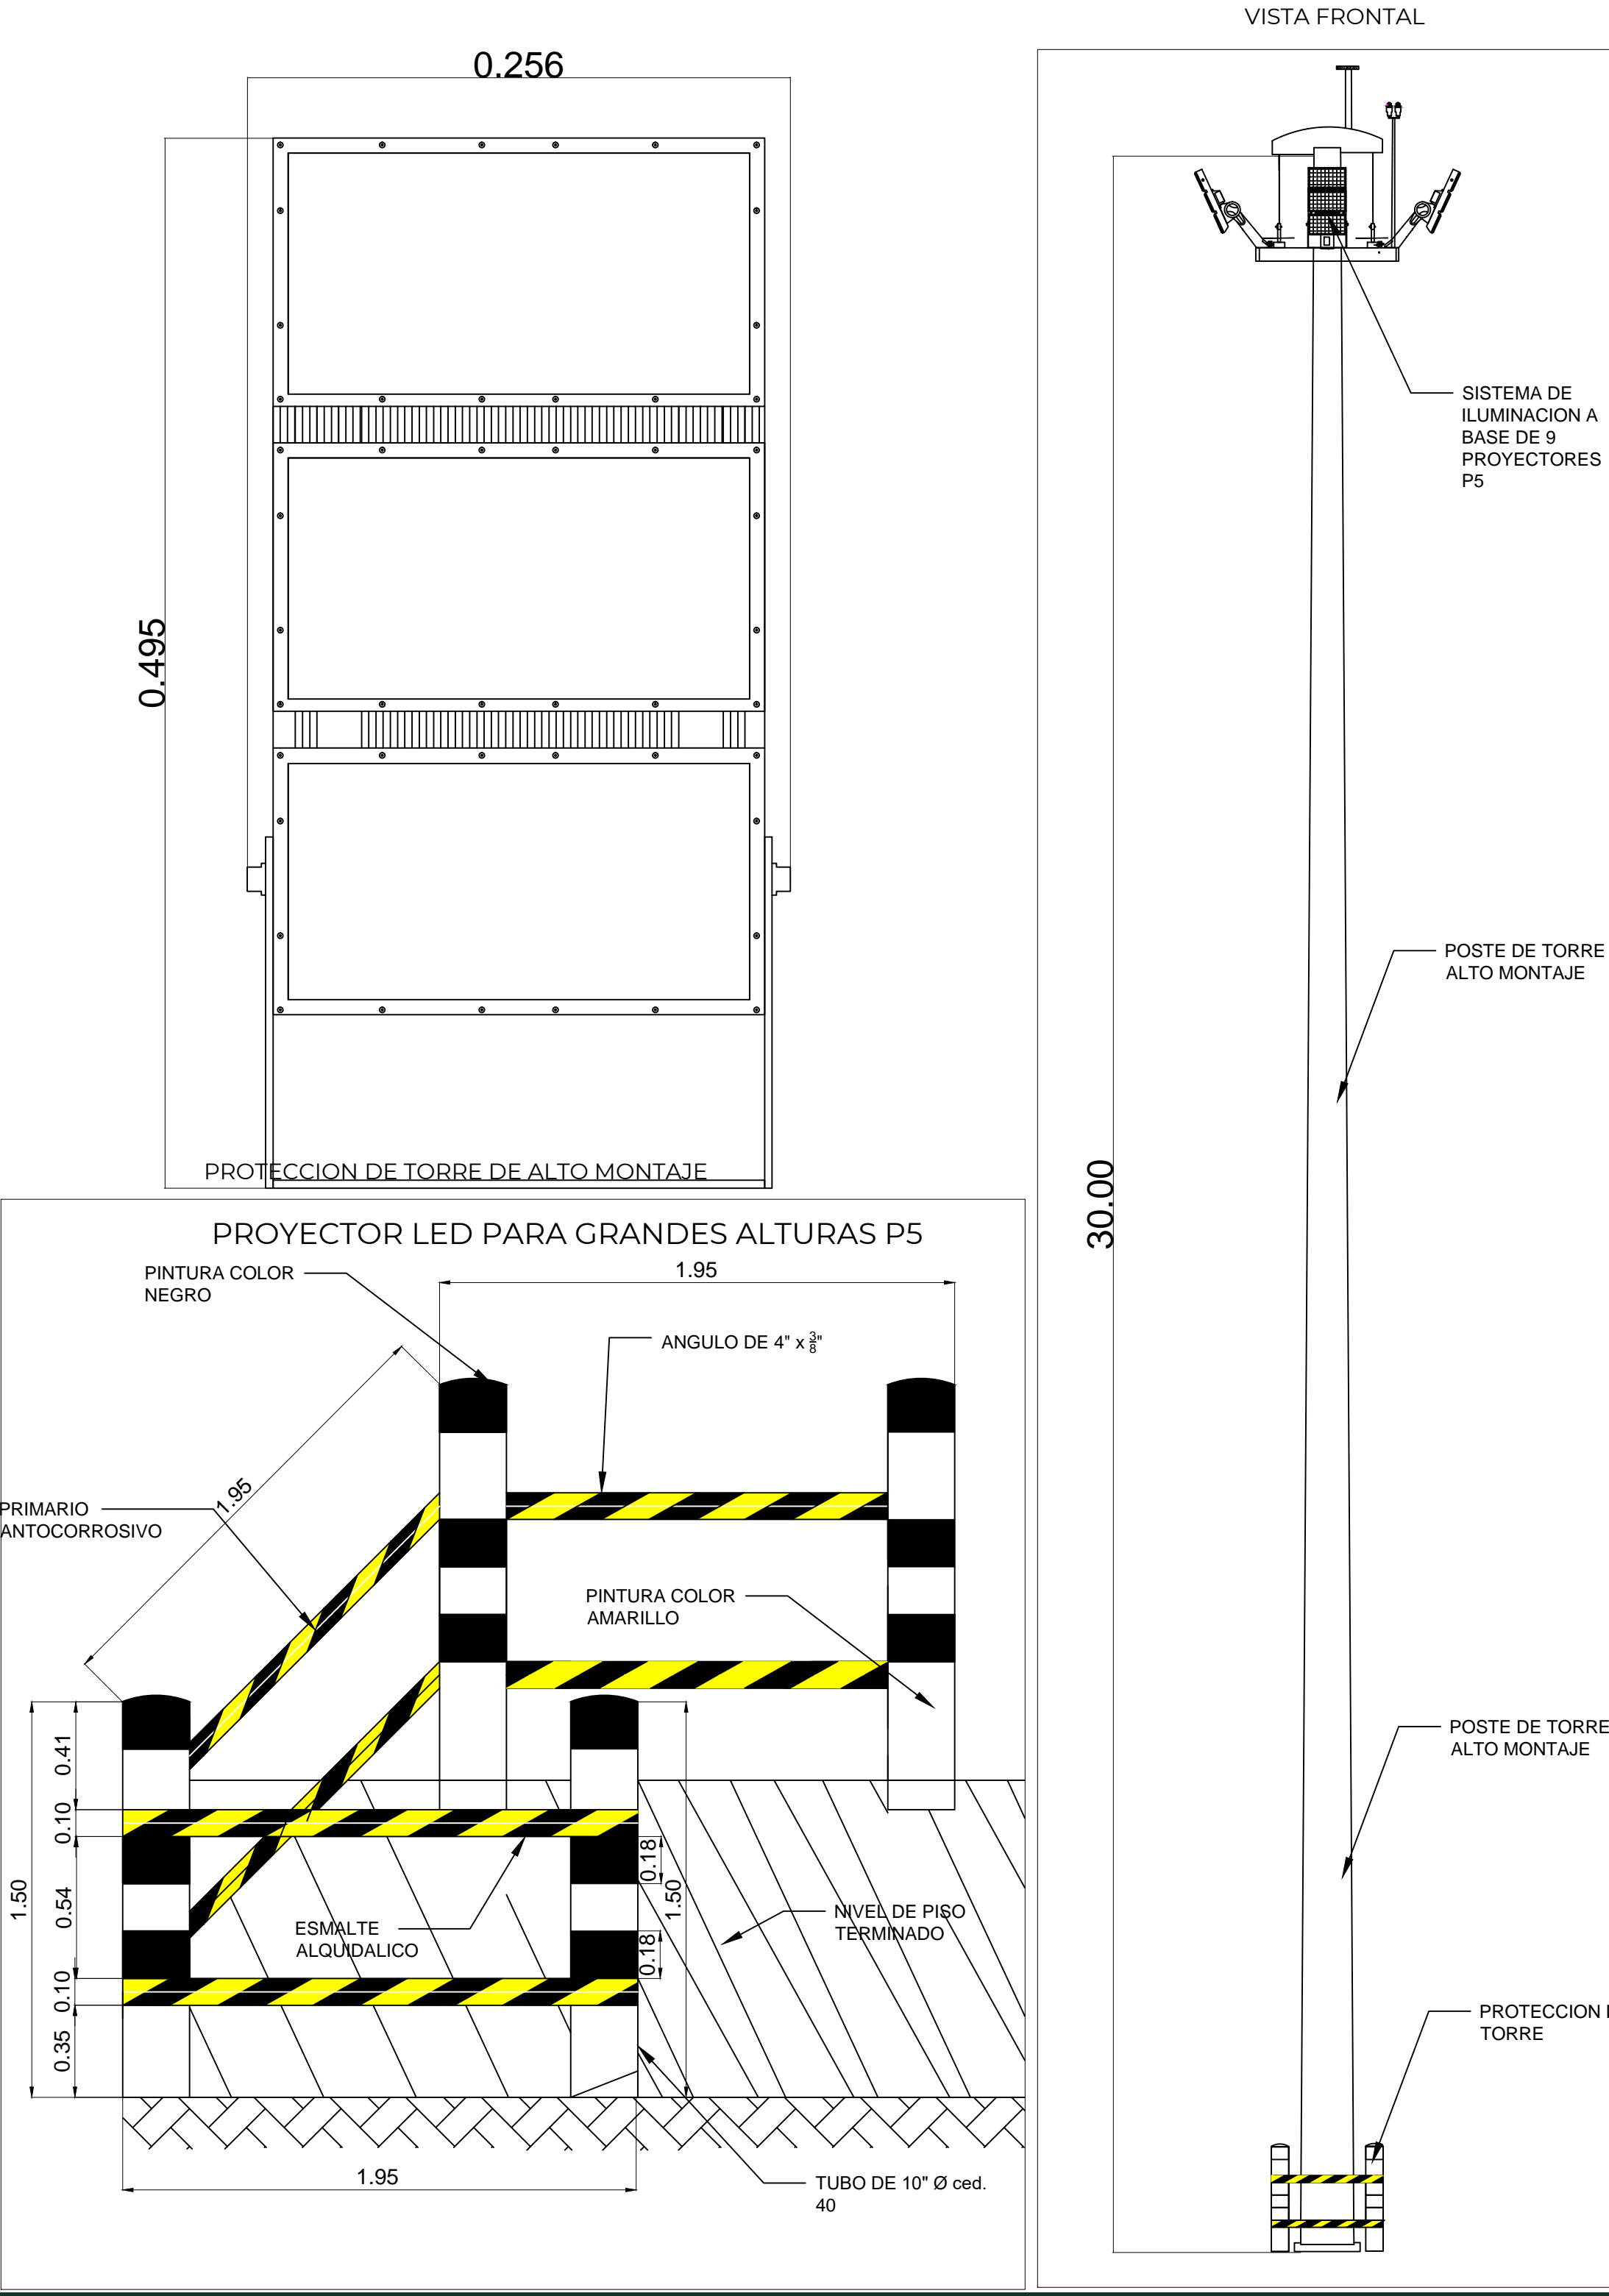 VISTA FRONTAL
0.256
0.495
PROTECCION DE TORRE DE ALTO MONTAJE
PROYECTOR LED PARA GRANDES ALTURAS P5
PINTURA COLOR
NEGRO
1.95
ANGULO DE 4" x 3/8"
1.95
PRIMARIO
ANTOCORROSIVO
PINTURA COLOR
AMARILLO
0.41
0.10
0.54
0.10
0.35
1.50
0.18
0.18
1.50
ESMALTE
ALQUIDALICO
NIVEL DE PISO
TERMINADO
1.95
TUBO DE 10" Ø ced.
40
SISTEMA DE
ILUMINACION A
BASE DE 9
PROYECTORES
P5
POSTE DE TORRE
ALTO MONTAJE
30.00
POSTE DE TORRE
ALTO MONTAJE
PROTECCION
TORRE